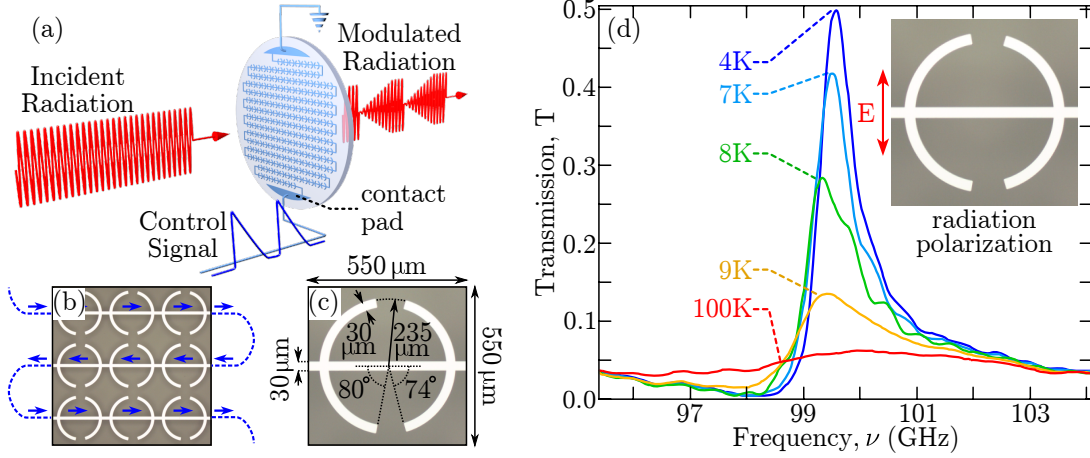 (a)
Incident
Radiation
Modulated
Radiation
contact
pad
Control
Signal
(b)
(c)
550 μm
550 μm
30 μm
30
μm
235
μm
80°
74°
(d)
Transmission, T
0.5
0.4
0.3
0.2
0.1
0.0
4K
7K
8K
9K
100K
E
radiation
polarization
97
99
101
103
Frequency, ν (GHz)